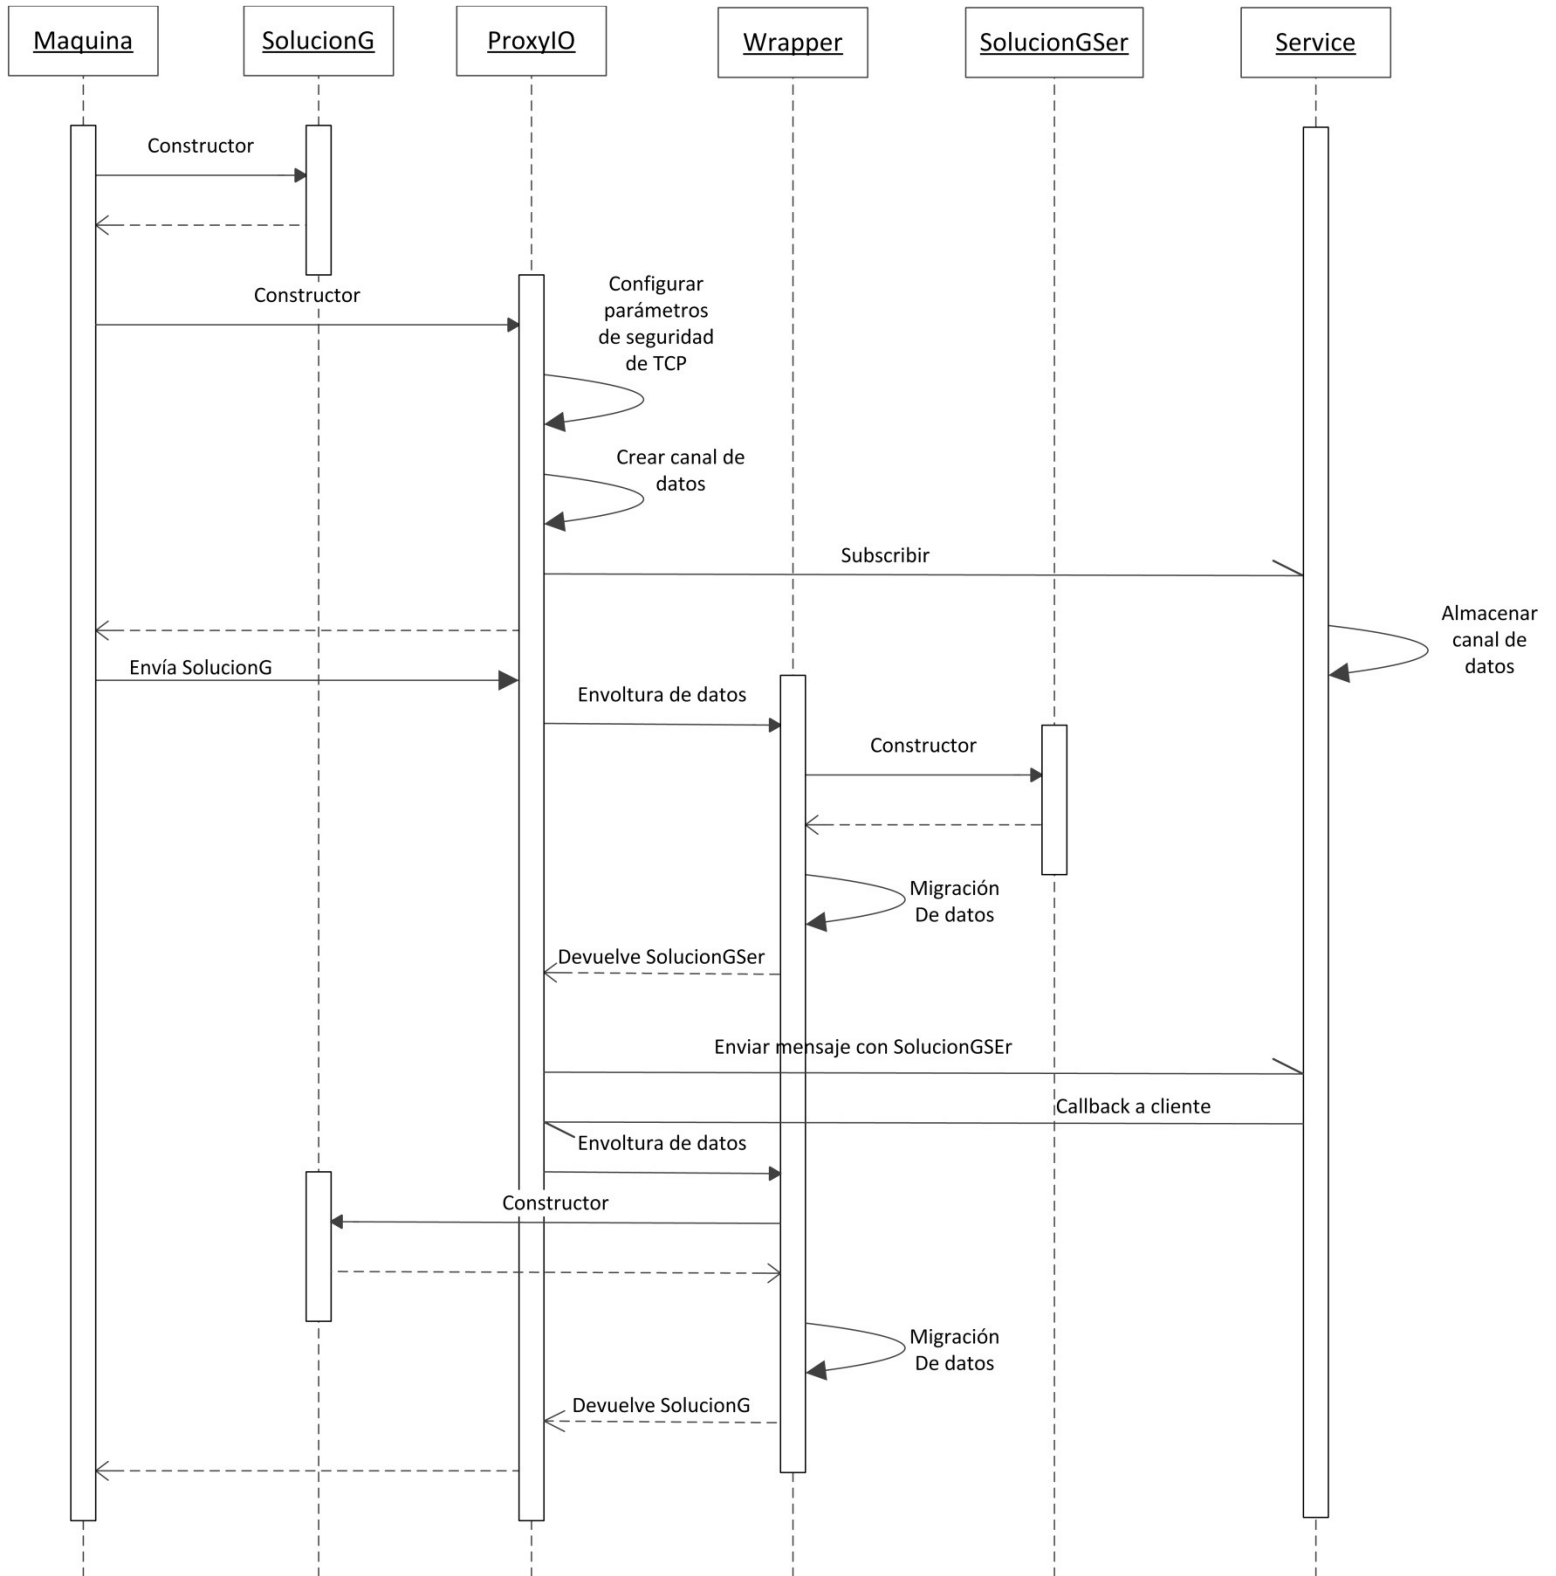 Maquina
SolucionG
ProxyIO
Wrapper
SolucionGSer
Service
Constructor
Constructor
Configurar
parámetros
de seguridad
de TCP
Crear canal de
datos
Subscribir
Almacenar
canal de
datos
Envía SolucionG
Envoltura de datos
Constructor
Migración
De datos
Devuelve SolucionGSer
Enviar mensaje con SolucionGSEr
Callback a cliente
Envoltura de datos
Constructor
Migración
De datos
Devuelve SolucionG